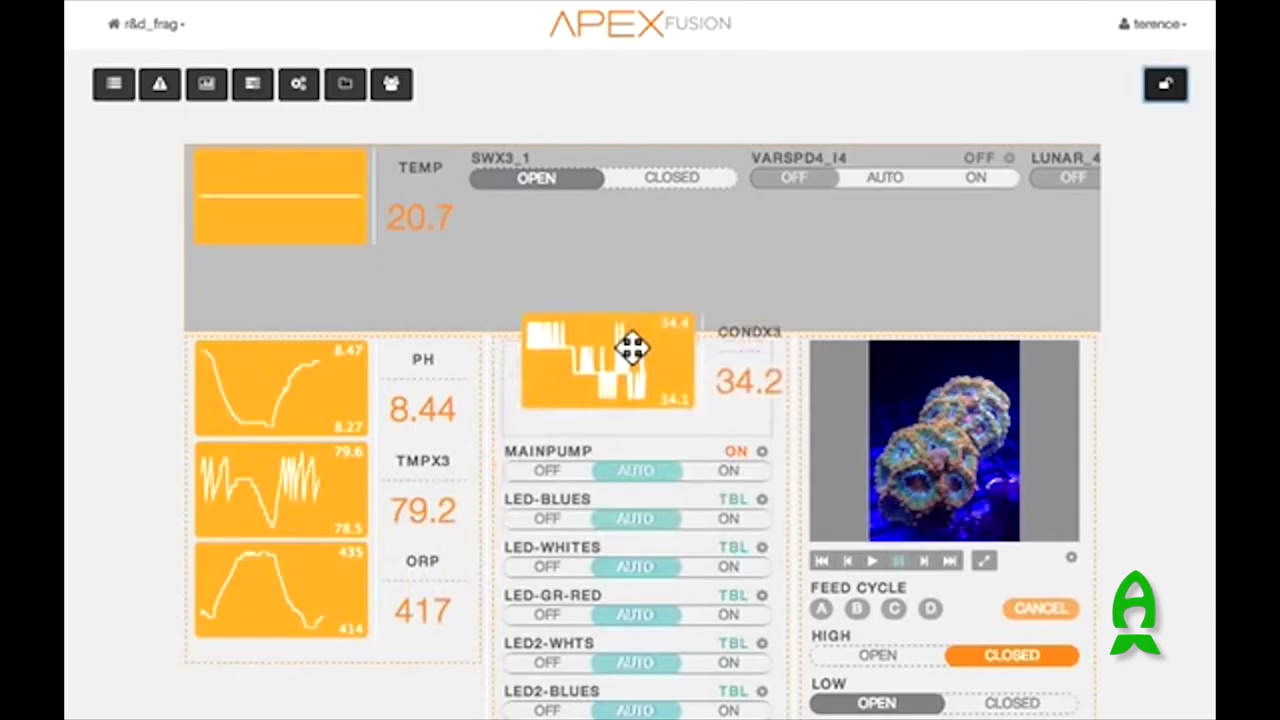 r&d_frag
APEX FUSION
terence
TEMP
20.7
SWX3_1
OPEN CLOSED
VARSPD4_I4 OFF
OFF AUTO ON
LUNAR_4
OFF
8.47
8.27
PH
8.44
79.6
78.5
TMPX3
79.2
435
414
ORP
417
34.4
34.1
CONDX3
34.2
MAINPUMP ON
OFF AUTO ON
LED-BLUES TBL
OFF AUTO ON
LED-WHITES TBL
OFF AUTO ON
LED-GR-RED TBL
OFF AUTO ON
LED2-WHTS TBL
OFF AUTO ON
LED2-BLUES TBL
OFF AUTO ON
FEED CYCLE
A B C D CANCEL
HIGH
OPEN CLOSED
LOW
OPEN CLOSED
A